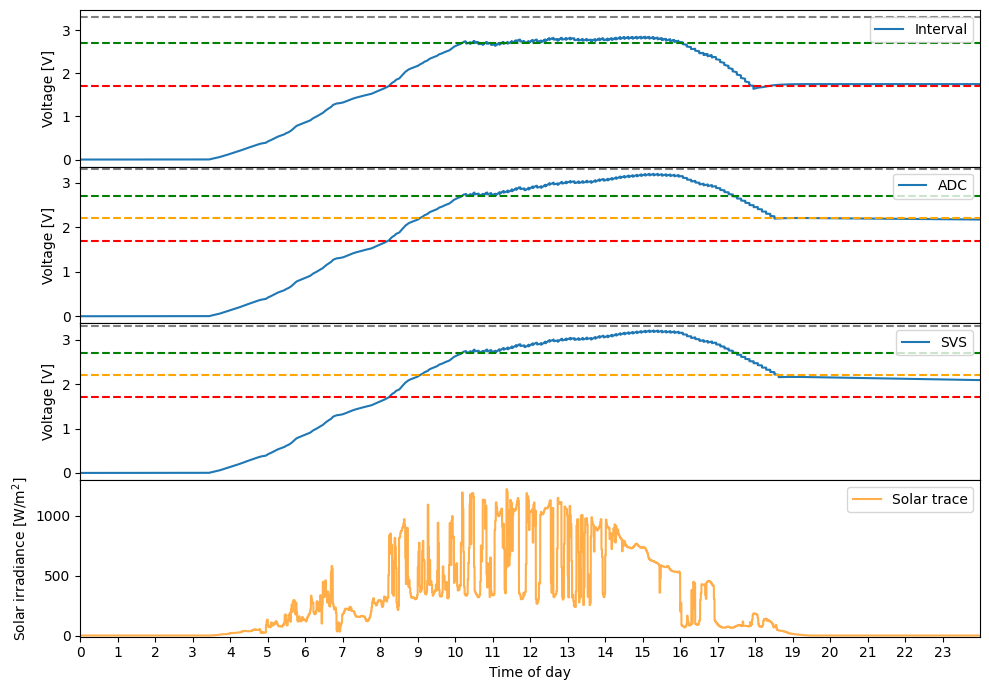 Voltage [V]
3
2
1
0
Interval
Voltage [V]
3
2
1
0
ADC
Voltage [V]
3
2
1
0
SVS
Solar irradiance [W/m²]
1000
500
0
Solar trace
0 1 2 3 4 5 6 7 8 9 10 11 12 13 14 15 16 17 18 19 20 21 22 23
Time of day